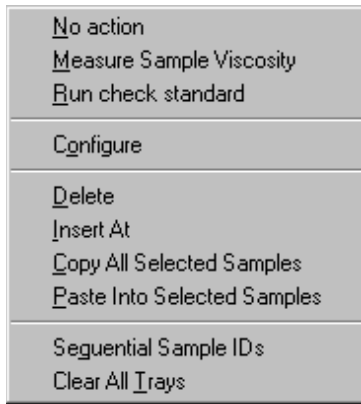 No action
Measure Sample Viscosity
Run check standard
Configure
Delete
Insert At
Copy All Selected Samples
Paste Into Selected Samples
Sequential Sample IDs
Clear All Trays